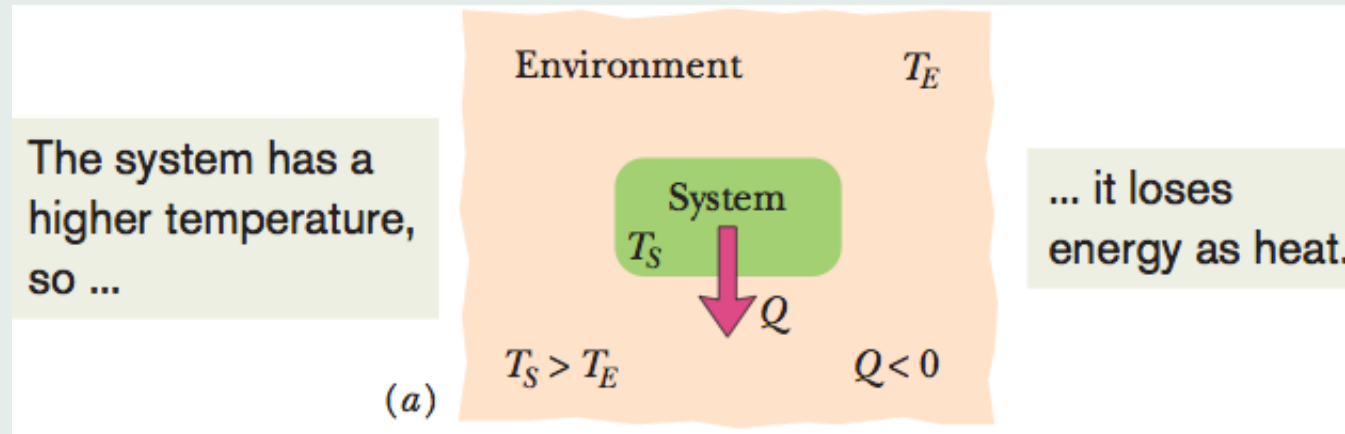 The system has a
higher temperature,
so ...
(a)
Environment T_E
System
T_S
Q
T_S > T_E Q < 0
... it loses
energy as heat.